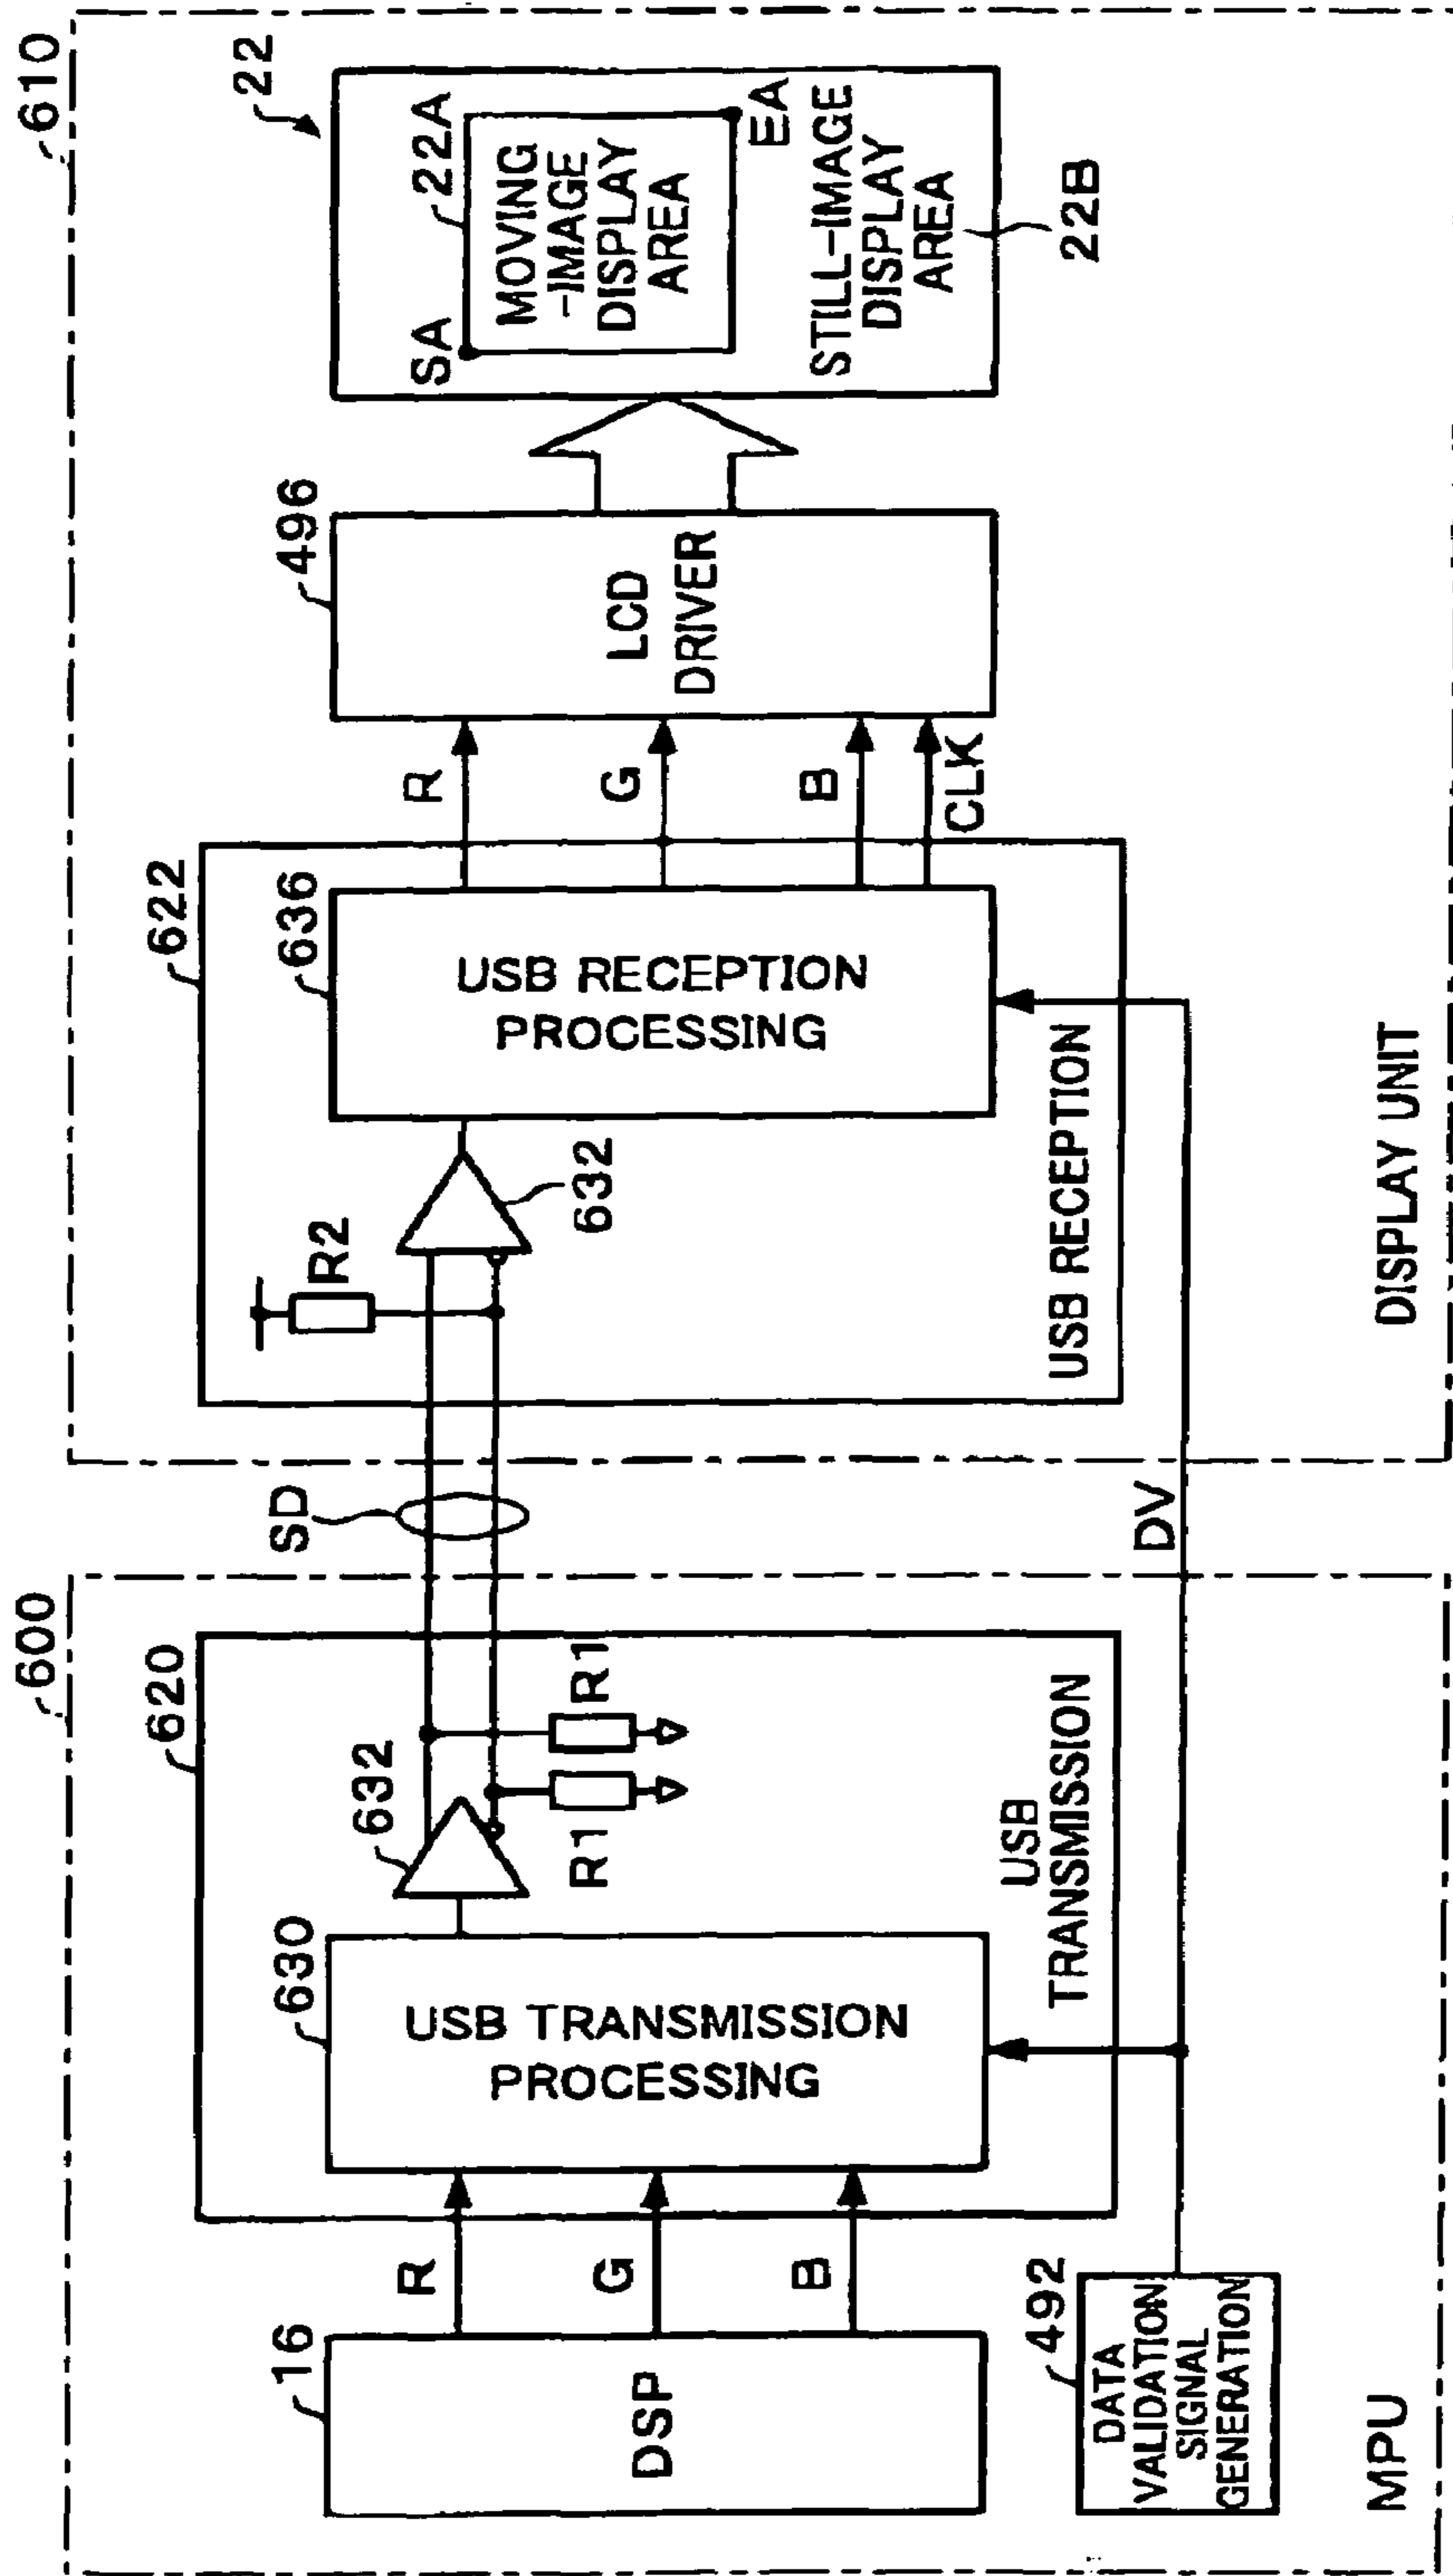 600
610
16
DSP
R
G
B
620
630
USB TRANSMISSION
PROCESSING
632
R1
R1
USB
TRANSMISSION
492
DATA
VALIDATION
SIGNAL
GENERATION
MPU
SD
DV
622
R2
632
636
USB RECEPTION
PROCESSING
USB RECEPTION
R
G
B
CLK
496
LCD
DRIVER
22
SA
22A
MOVING
-IMAGE
DISPLAY
AREA
EA
STILL-IMAGE
DISPLAY
AREA
22B
DISPLAY UNIT